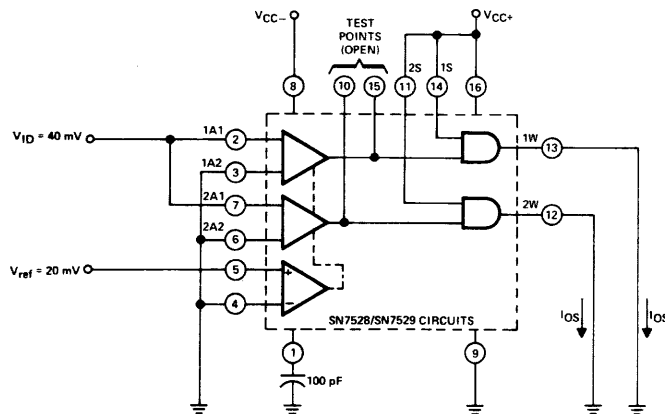 VCC−
VCC+
TEST
POINTS
(OPEN)
2S
1S
8
10
15
11
14
16
VID = 40 mV
1A1
2
1W
13
1A2
3
2A1
7
2W
12
2A2
6
Vref = 20 mV
5
+
4
−
IOS
IOS
SN7528/SN7529 CIRCUITS
1
9
100 pF